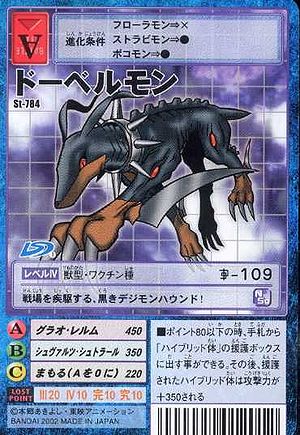 V
進化条件
フローラモン⇒×
ストラビモン⇒●
ポコモン⇒●
ドーベルモン
St-784
レベルⅣ 獣型・ワクチン種
ヂ-109
戦場を疾駆する、黒きデジモンハウンド!
A グラオ・レルム 450
B シュヴァルツ・シュトラール 350
C まもる(Aを0に) 220
LOST POINT Ⅲ20 Ⅳ10 完10 究10
■ポイント80以下の時、手札から
「ハイブリッド体」の援護ボックス
に出す事ができる。その後、援護
されたハイブリッド体は攻撃力が
+350される
©本郷あきよし・東映アニメーション
BANDAI 2002 MADE IN JAPAN